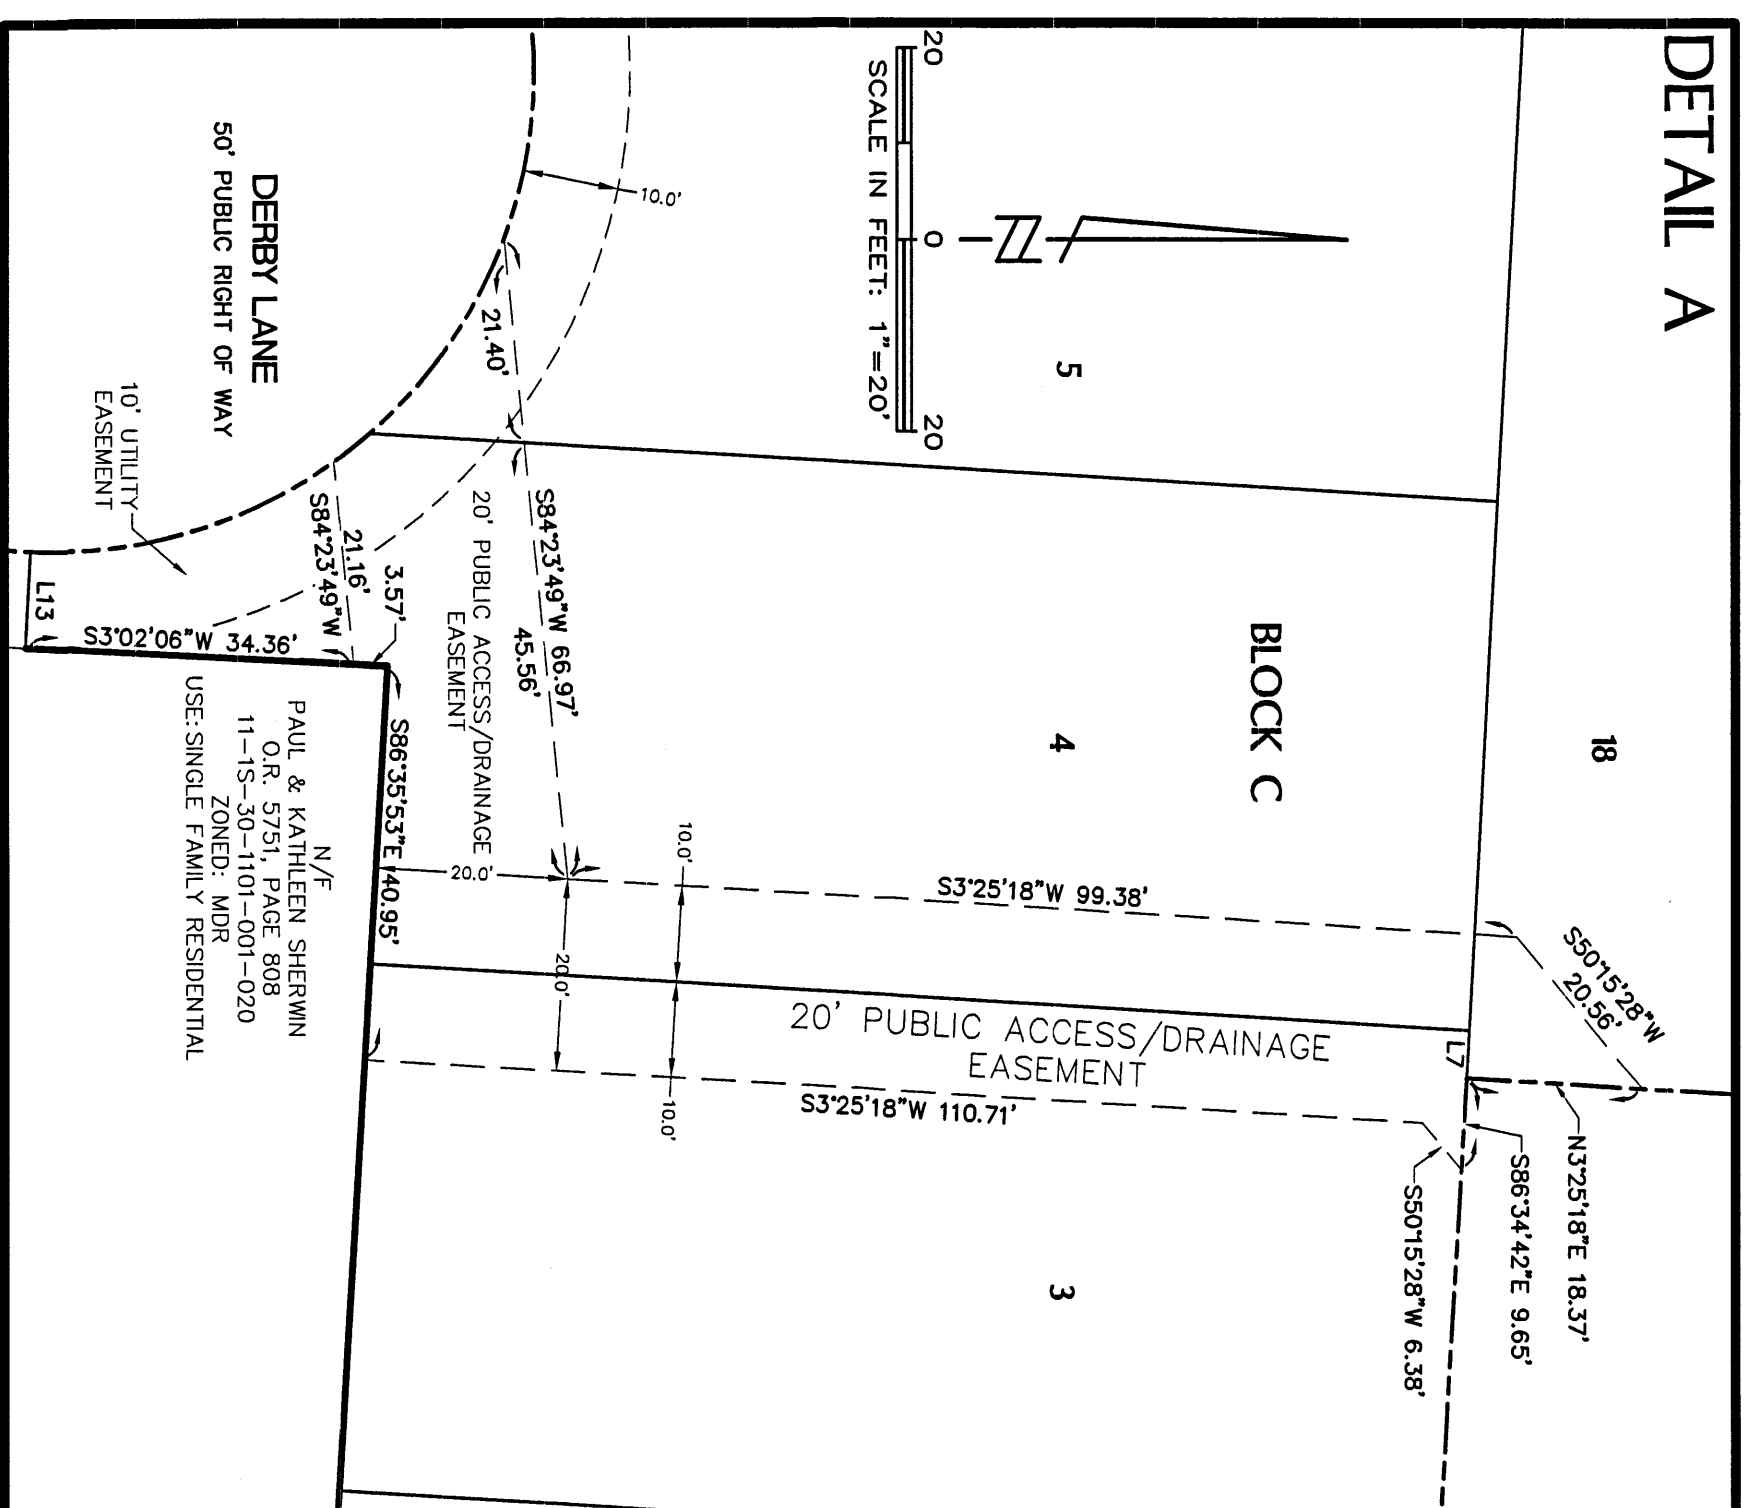 DETAIL A
18
S50°15'28"W
20.56'
N3°25'18"E 18.37'
S86°34'42"E 9.65'
S50°15'28"W 6.38'
L7
BLOCK C
5
4
3
20 0 20
SCALE IN FEET: 1"=20'
S3°25'18"W 99.38'
20' PUBLIC ACCESS/DRAINAGE
EASEMENT
S3°25'18"W 110.71'
10.0'
10.0'
10.0'
20.0'
20.0'
S84°23'49"W 66.97'
45.56'
21.40'
20' PUBLIC ACCESS/DRAINAGE
EASEMENT
3.57'
21.16'
S84°23'49"W
S86°35'53"E 40.95'
S3°02'06"W 34.36'
L13
DERBY LANE
50' PUBLIC RIGHT OF WAY
10' UTILITY
EASEMENT
N/F
PAUL & KATHLEEN SHERWIN
O.R. 5751, PAGE 808
11-1S-30-1101-001-020
ZONED: MDR
USE: SINGLE FAMILY RESIDENTIAL